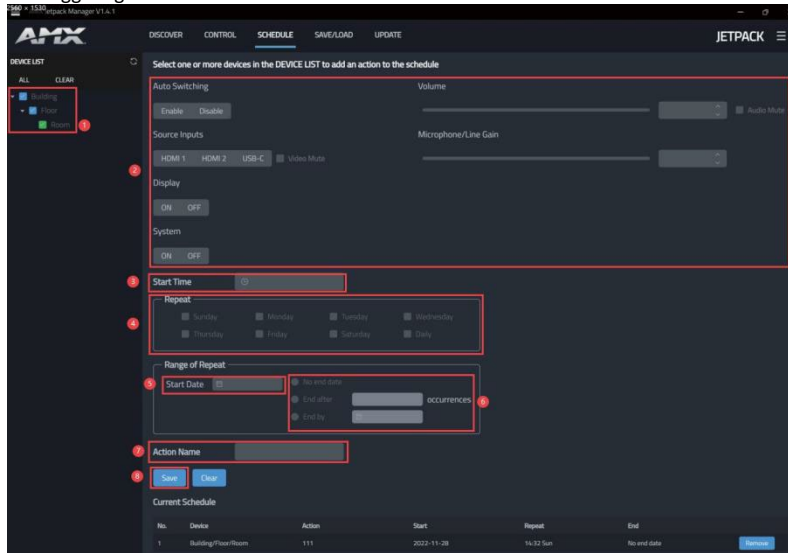 2560 × 1530
etpack Manager V1.4.1
AMX
DISCOVER CONTROL SCHEDULE SAVE/LOAD UPDATE
JETPACK
DEVICE LIST
ALL CLEAR
Building
Floor
Room
1
Select one or more devices in the DEVICE LIST to add an action to the schedule
Auto Switching Volume
Enable Disable
Audio Mute
Source Inputs Microphone/Line Gain
HDMI 1 HDMI 2 USB-C Video Mute
2
Display
ON OFF
System
ON OFF
3 Start Time
Repeat
Sunday Monday Tuesday Wednesday
4
Thursday Friday Saturday Daily
Range of Repeat
5 Start Date No end date
End after occurrences 6
End by
7 Action Name
8 Save Clear
Current Schedule
No. Device Action Start Repeat End
1 Building/Floor/Room 111 2022-11-28 14:32 Sun No end date Remove